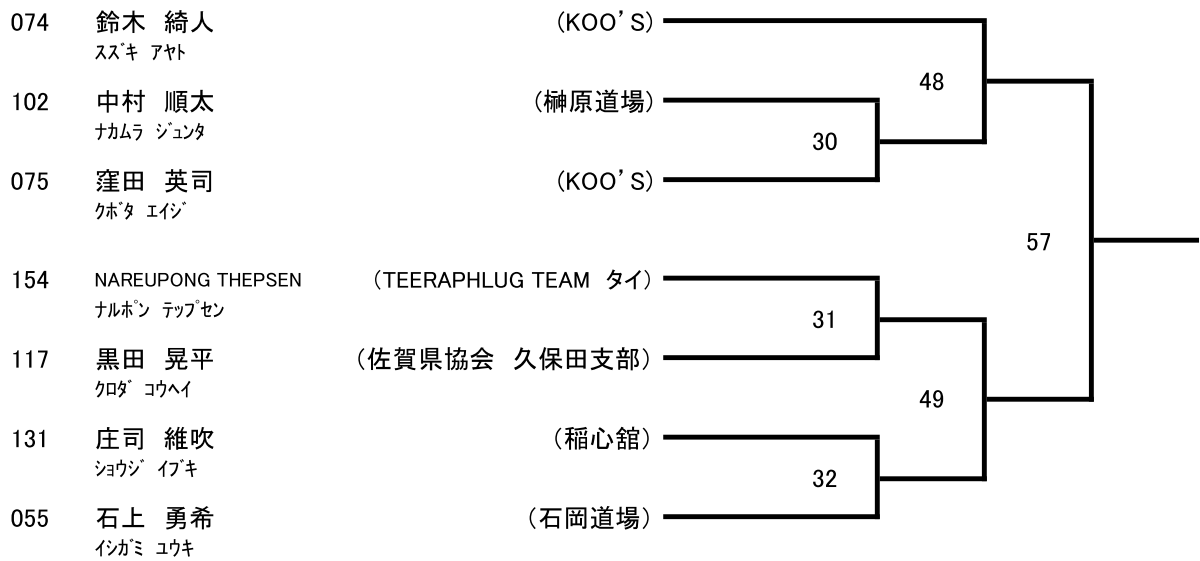 074 鈴木 綺人 (KOO'S)
ｽｽﾞｷ ｱﾔﾄ
48
102 中村 順太 (榊原道場)
ﾅｶﾑﾗ ｼﾞｭﾝﾀ
30
075 窪田 英司 (KOO'S)
ｸﾎﾞﾀ ｴｲｼﾞ
57
154 NAREUPONG THEPSEN (TEERAPHLUG TEAM タイ)
ﾅﾙﾎﾟﾝ ﾃｯﾌﾟｾﾝ
31
117 黒田 晃平 (佐賀県協会 久保田支部)
ｸﾛﾀﾞ ｺｳﾍｲ
49
131 庄司 維吹 (稲心舘)
ｼｮｳｼﾞ ｲﾌﾞｷ
32
055 石上 勇希 (石岡道場)
ｲｼｶﾞﾐ ﾕｳｷ